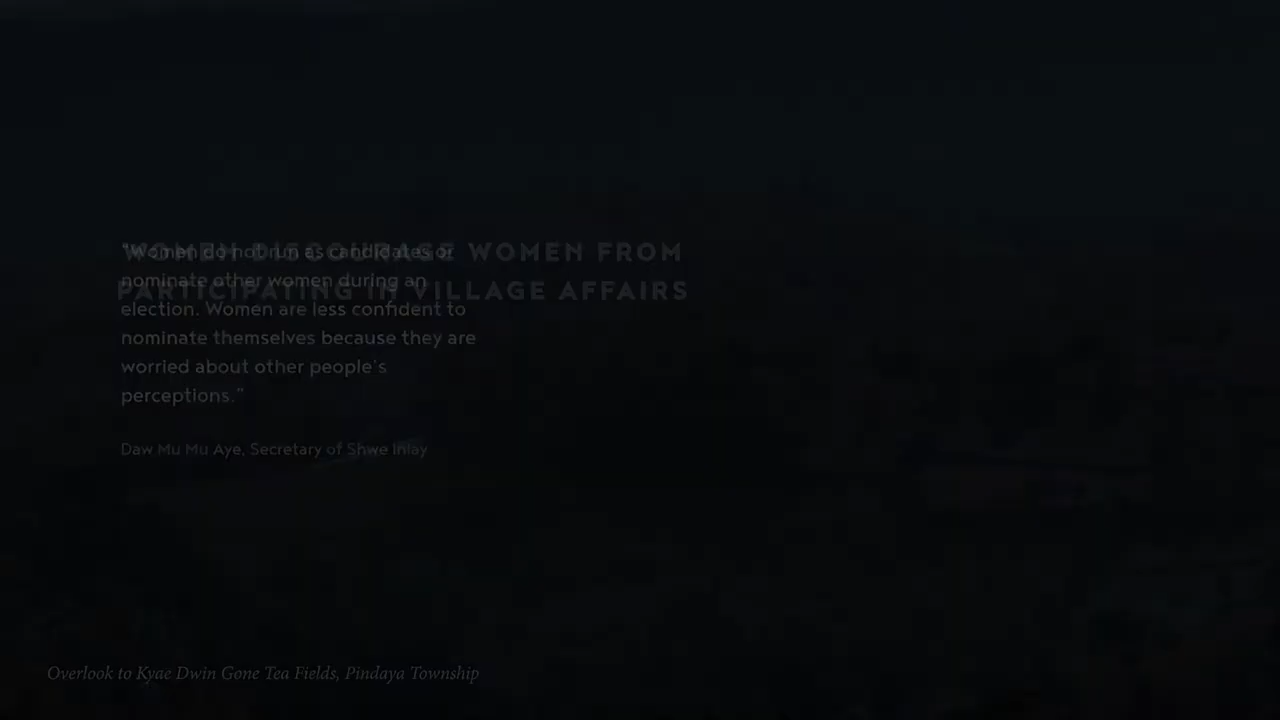 WOMEN DISCOURAGE WOMEN FROM
PARTICIPATING IN VILLAGE AFFAIRS
"Women do not run as candidates or
nominate other women during an
election. Women are less confident to
nominate themselves because they are
worried about other people's
perceptions."
Daw Mu Mu Aye, Secretary of Shwe Inlay
Overlook to Kyae Dwin Gone Tea Fields, Pindaya Township